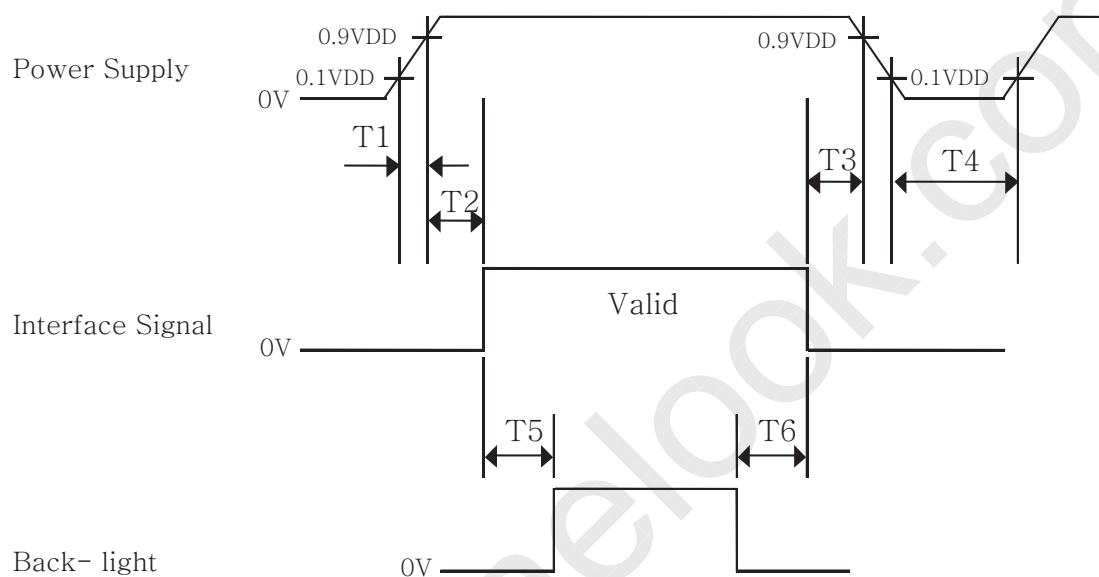 0.9VDD
0.9VDD
Power Supply
0.1VDD
0.1VDD
0V
T1
T3
T4
T2
Valid
Interface Signal
0V
T5
T6
Back- light
0V